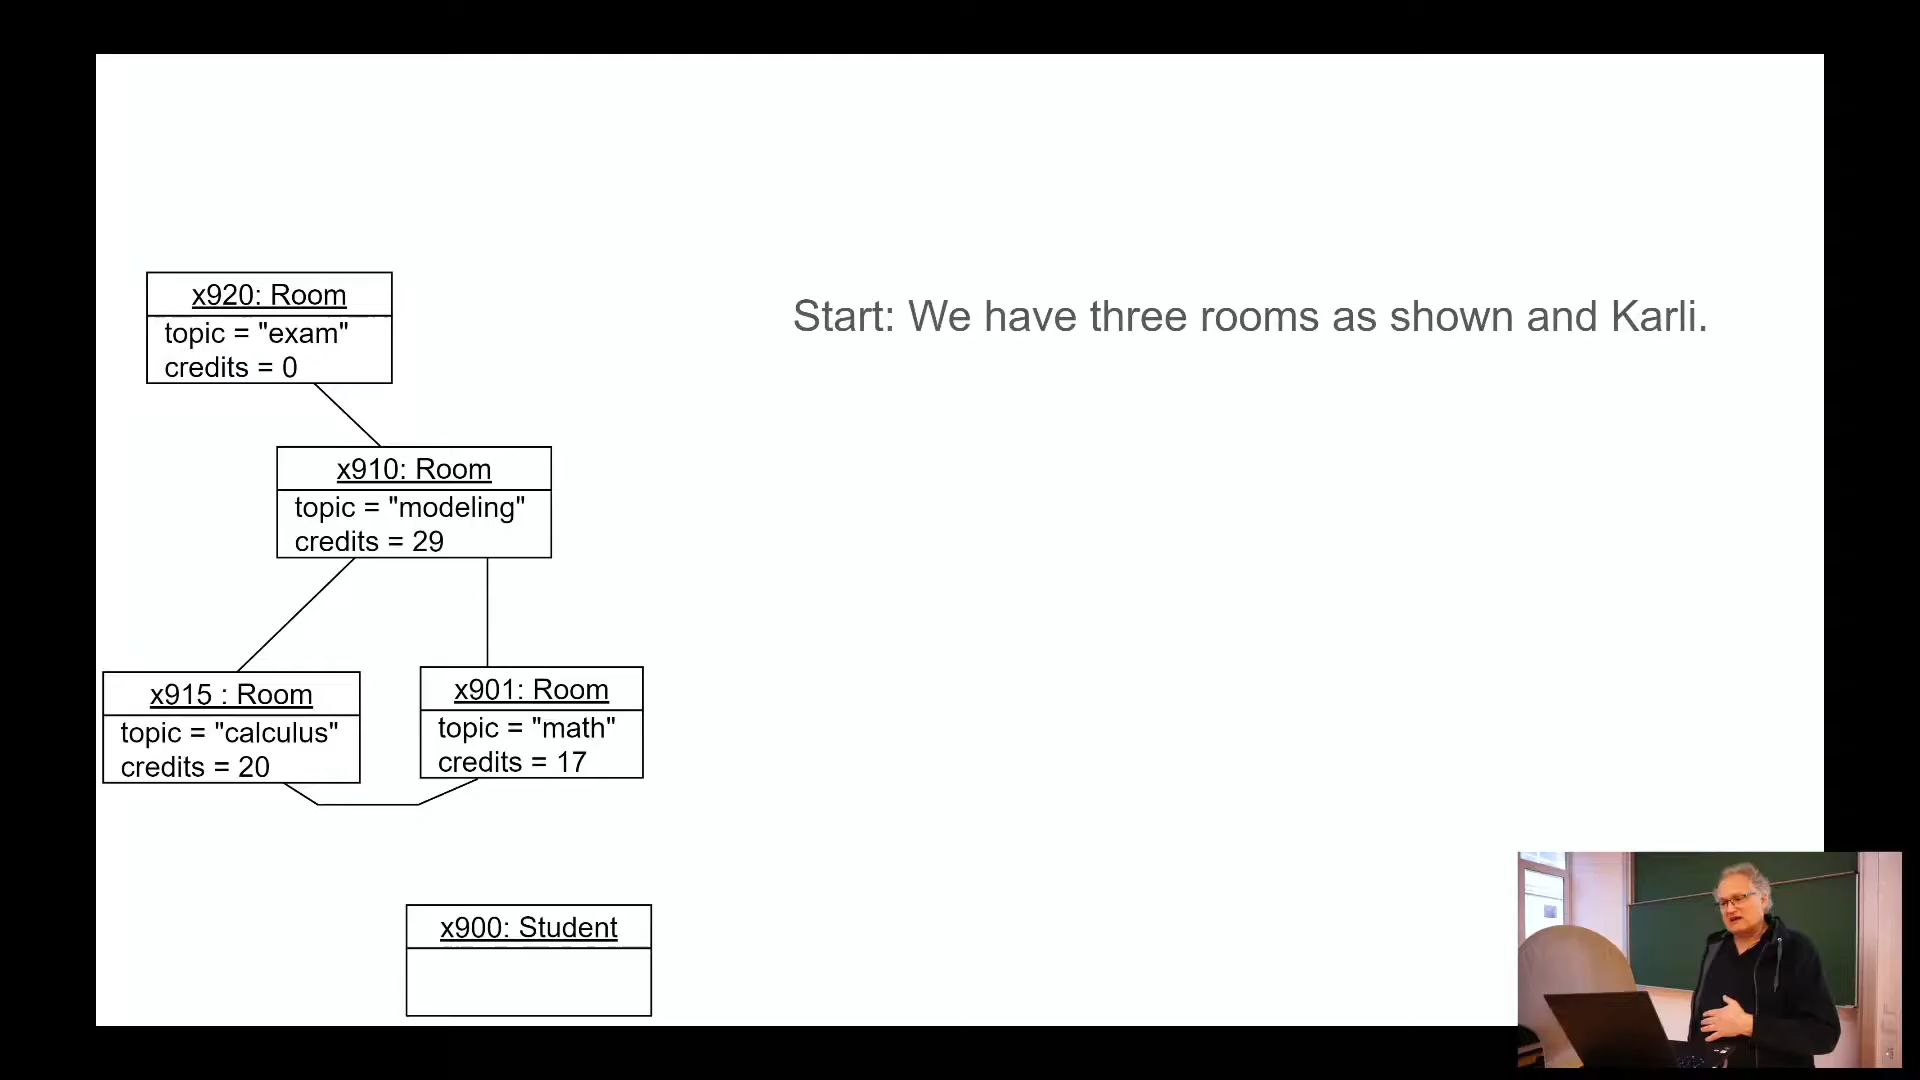 x920: Room
topic = "exam"
credits = 0
Start: We have three rooms as shown and Karli.
x910: Room
topic = "modeling"
credits = 29
x915 : Room
topic = "calculus"
credits = 20
x901: Room
topic = "math"
credits = 17
x900: Student